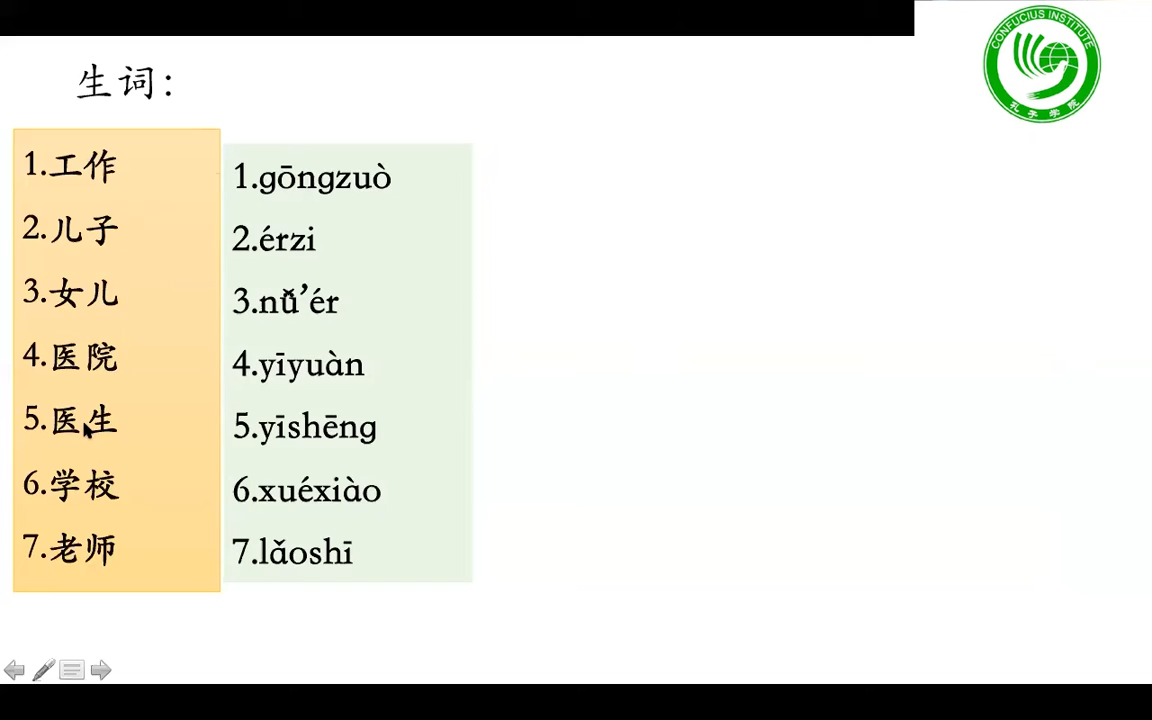 CONFUCIUS INSTITUTE
孔子学院
生词:
1.工作
2.儿子
3.女儿
4.医院
5.医生
6.学校
7.老师
1.gōngzuò
2.érzi
3.nǚ’ér
4.yīyuàn
5.yīshēng
6.xuéxiào
7.lǎoshī